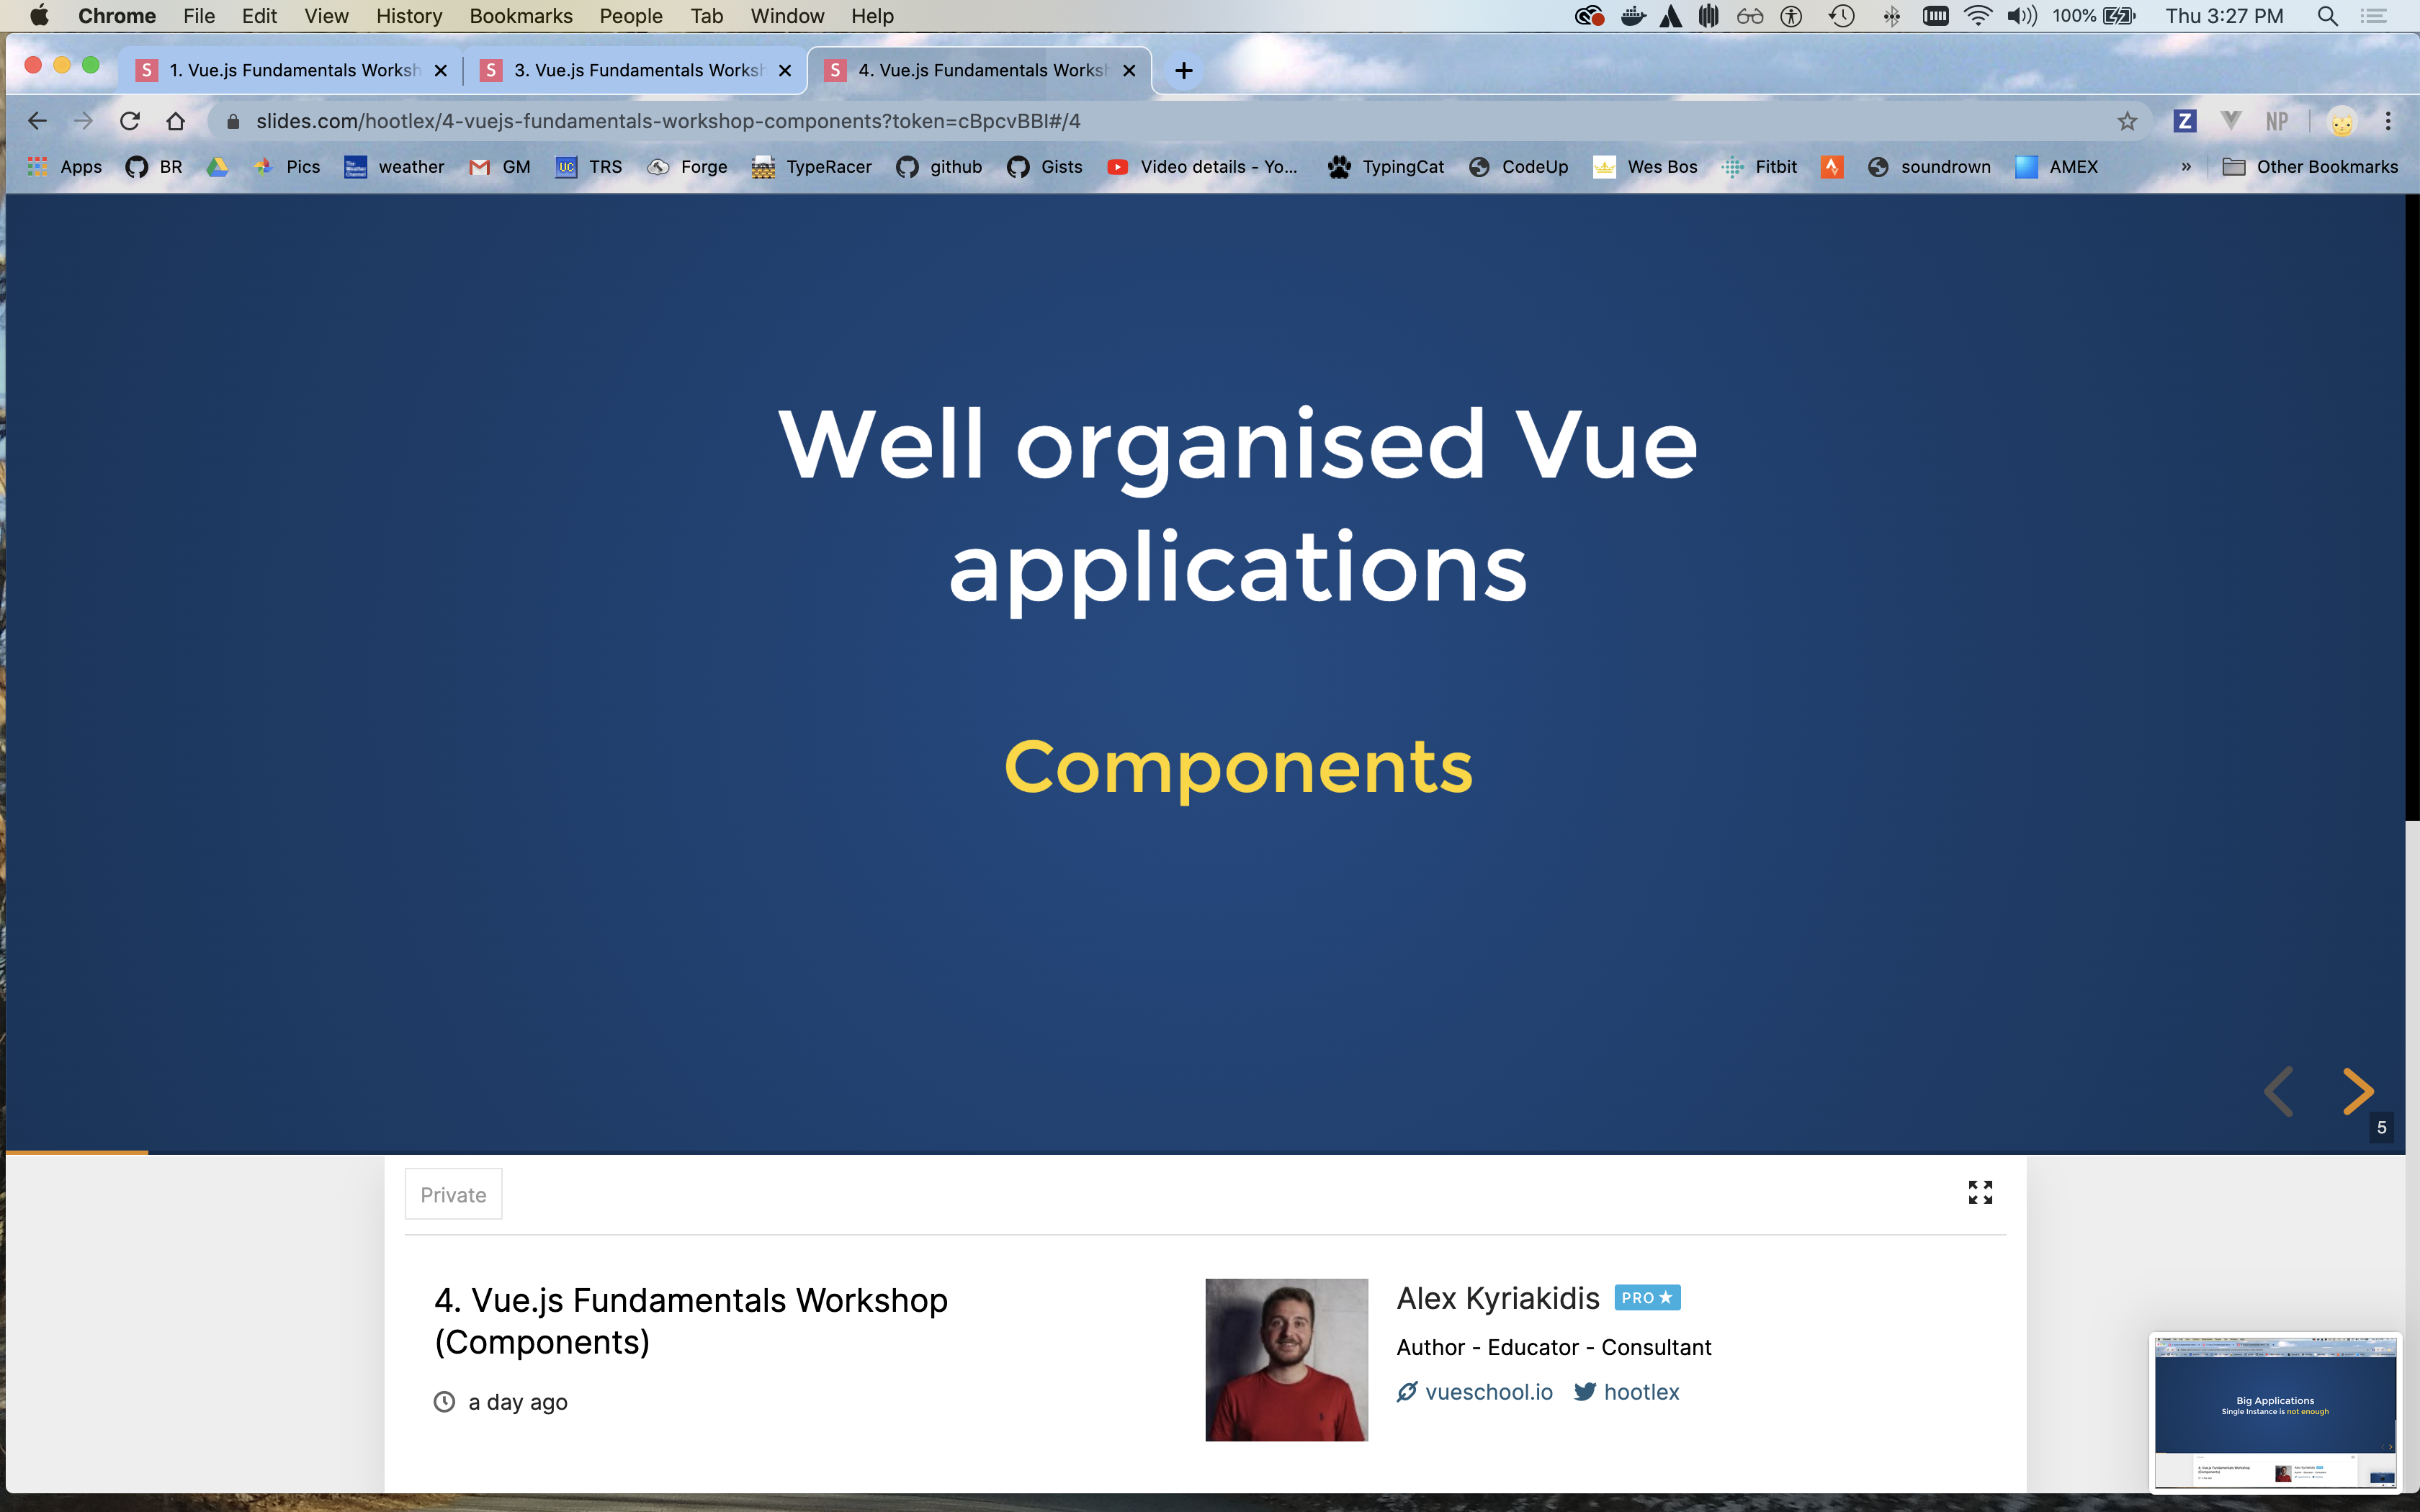 Chrome File Edit View History Bookmarks People Tab Window Help 100% Thu 3:27 PM
S 1. Vue.js Fundamentals Worksh S 3. Vue.js Fundamentals Worksh S 4. Vue.js Fundamentals Worksh
slides.com/hootlex/4-vuejs-fundamentals-workshop-components?token=cBpcvBBI#/4 Z NP
Apps BR Pics weather GM UC TRS Forge TypeRacer github Gists Video details - Yo... TypingCat CodeUp Wes Bos Fitbit soundrown AMEX » Other Bookmarks
Well organised Vue
applications
Components
5
Private
4. Vue.js Fundamentals Workshop
(Components)
a day ago
Alex Kyriakidis PRO
Author - Educator - Consultant
vueschool.io hootlex
Big Applications
Single Instance is not enough